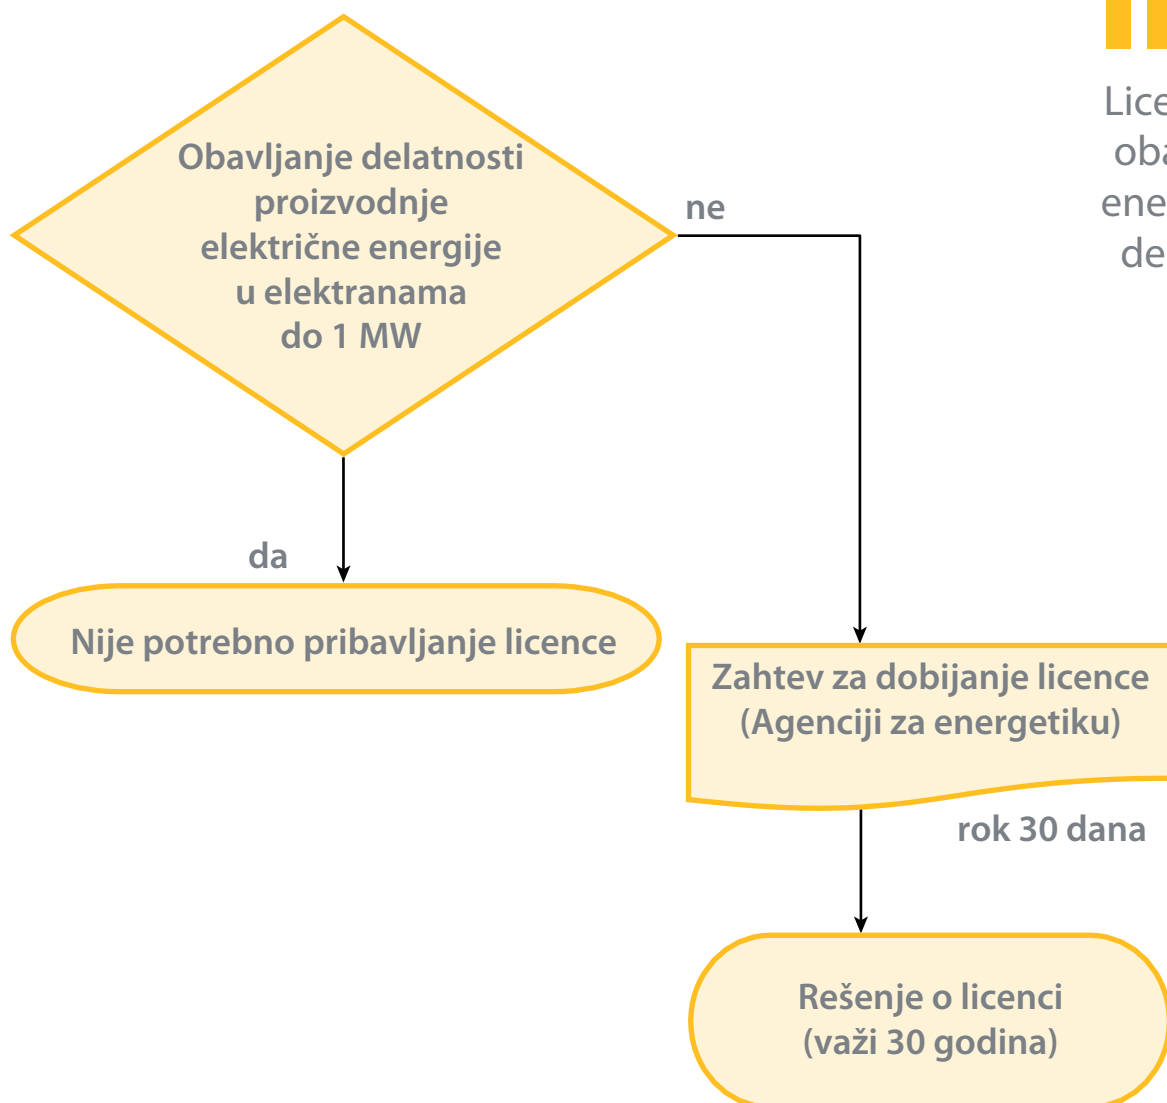 Obavljanje delatnosti
proizvodnje
električne energije
u elektranama
do 1 MW
ne
da
Nije potrebno pribavljanje licence
Zahtev za dobijanje licence
(Agenciji za energetiku)
rok 30 dana
Rešenje o licenci
(važi 30 godina)